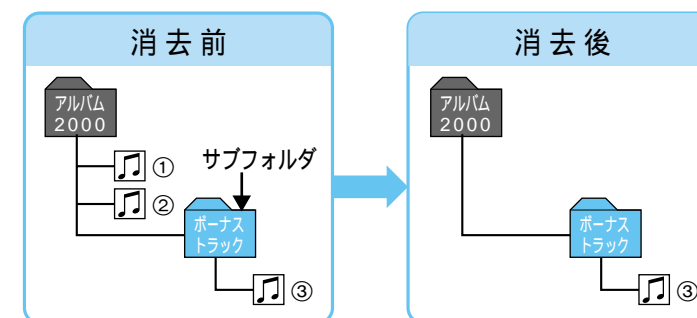 消去前
アルバム
2000
①
サブフォルダ
②
ボーナス
トラック
③
消去後
アルバム
2000
ボーナス
トラック
③